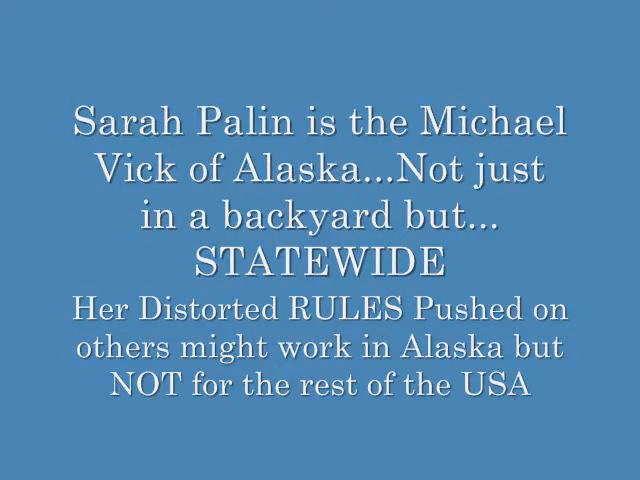 Sarah Palin is the Michael
Vick of Alaska...Not just
in a backyard but...
STATEWIDE
Her Distorted RULES Pushed on
others might work in Alaska but
NOT for the rest of the USA